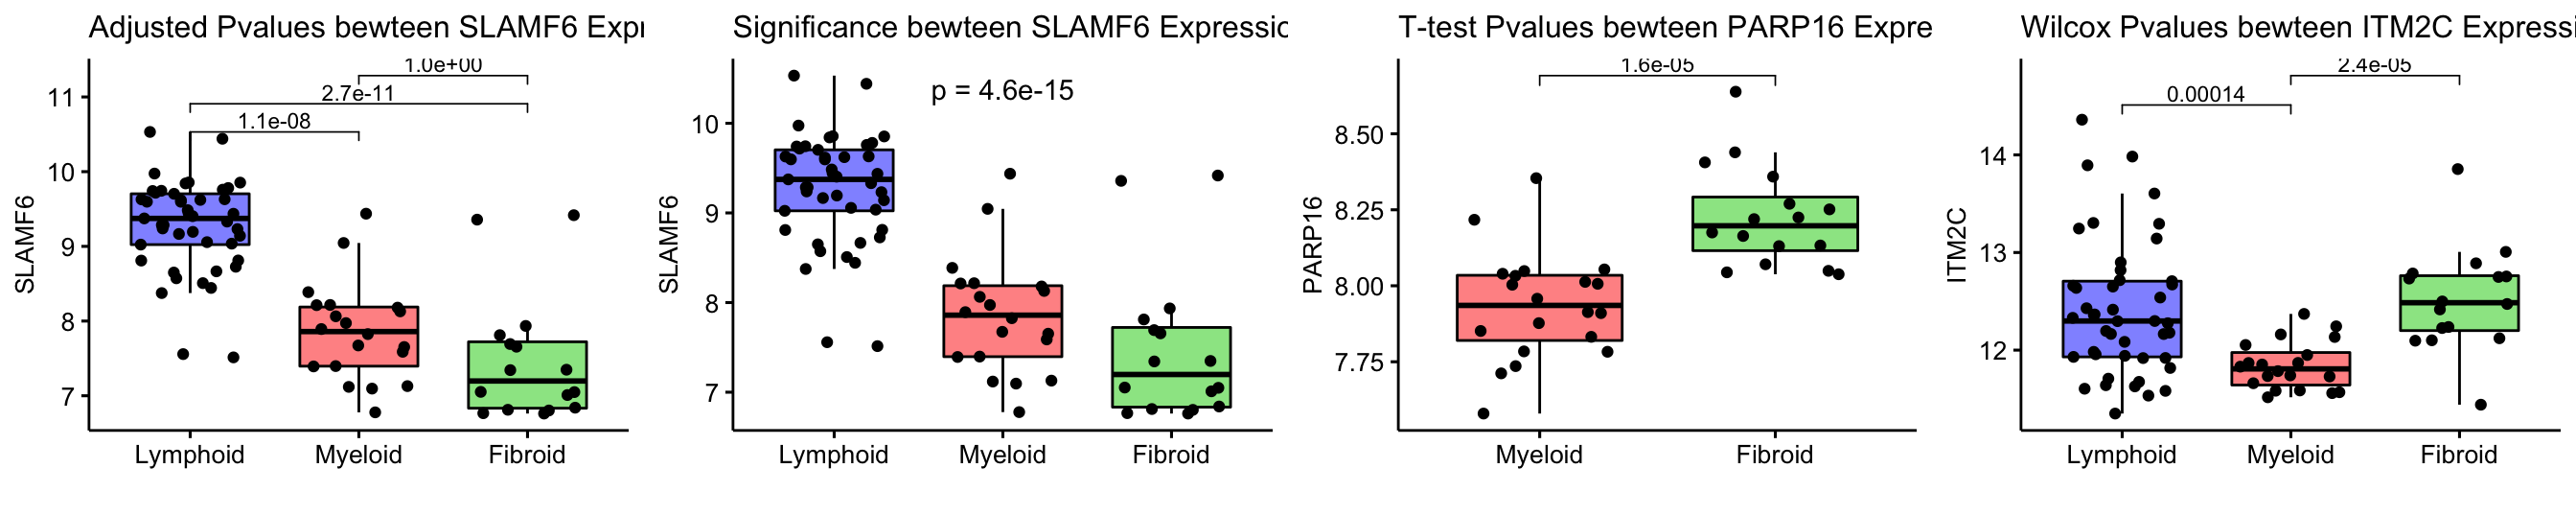 Adjusted Pvalues bewteen SLAMF6 Expr
1.0e+00
2.7e-11
1.1e-08
11
10
9
8
7
SLAMF6
Lymphoid
Myeloid
Fibroid
Significance bewteen SLAMF6 Expressio
p = 4.6e-15
10
9
8
7
SLAMF6
Lymphoid
Myeloid
Fibroid
T-test Pvalues bewteen PARP16 Expre
1.6e-05
8.50
8.25
8.00
7.75
PARP16
Myeloid
Fibroid
Wilcox Pvalues bewteen ITM2C Expressi
2.4e-05
0.00014
14
13
12
ITM2C
Lymphoid
Myeloid
Fibroid